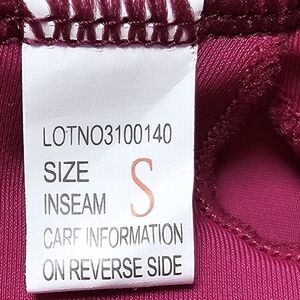 LOTNO3100140
SIZE
INSEAM S
CARE INFORMATION
ON REVERSE SIDE